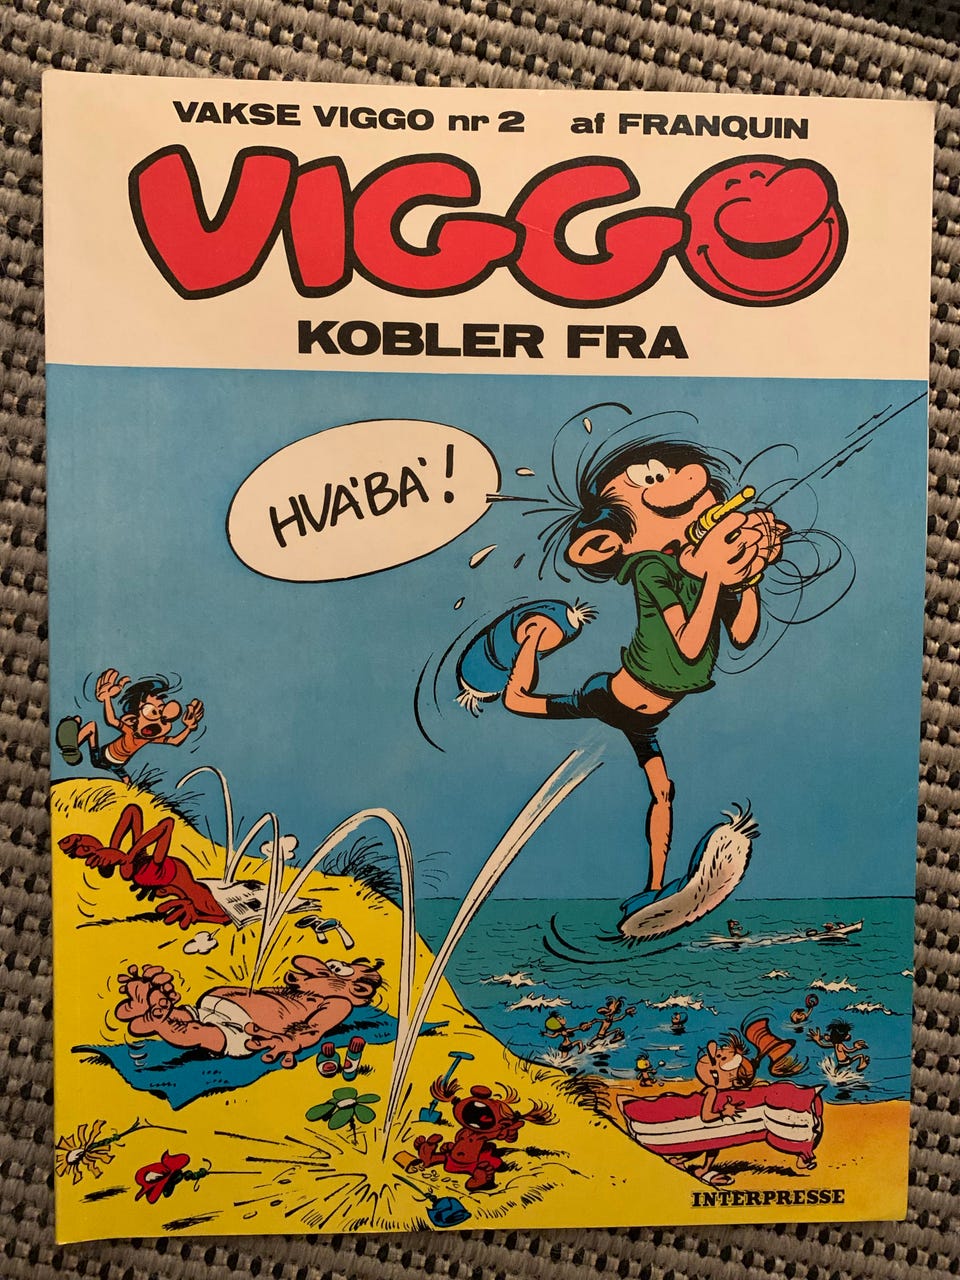 VAKSE VIGGO nr 2 af FRANQUIN
VIGGO
KOBLER FRA
HVA'BA'!
INTERPRESSE